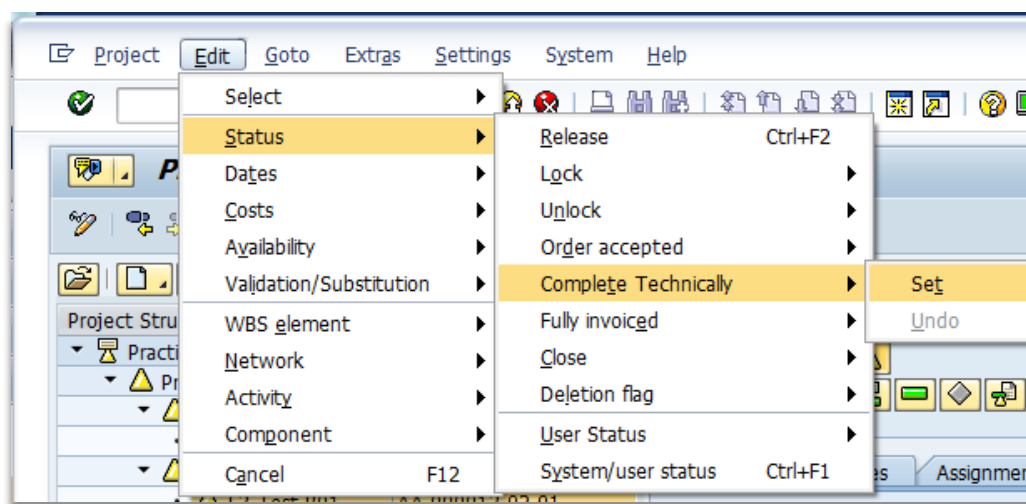 Project Edit Goto Extras Settings System Help
Select
Status
Dates
Costs
Availability
Validation/Substitution
WBS element
Network
Activity
Component
Cancel F12
Release Ctrl+F2
Lock
Unlock
Order accepted
Complete Technically
Fully invoiced
Close
Deletion flag
User Status
System/user status Ctrl+F1
Set
Undo
Project Stru
Practi
Pr